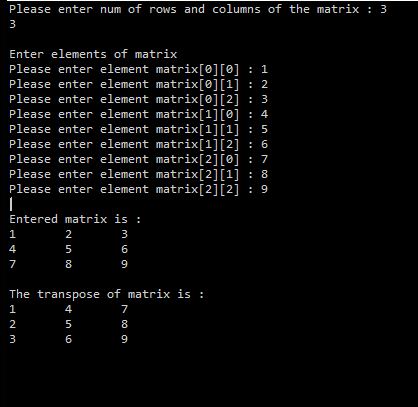 Please enter num of rows and columns of the matrix : 3
3
Enter elements of matrix
Please enter element matrix[0][0] : 1
Please enter element matrix[0][1] : 2
Please enter element matrix[0][2] : 3
Please enter element matrix[1][0] : 4
Please enter element matrix[1][1] : 5
Please enter element matrix[1][2] : 6
Please enter element matrix[2][0] : 7
Please enter element matrix[2][1] : 8
Please enter element matrix[2][2] : 9
Entered matrix is :
1 2 3
4 5 6
7 8 9
The transpose of matrix is :
1 4 7
2 5 8
3 6 9